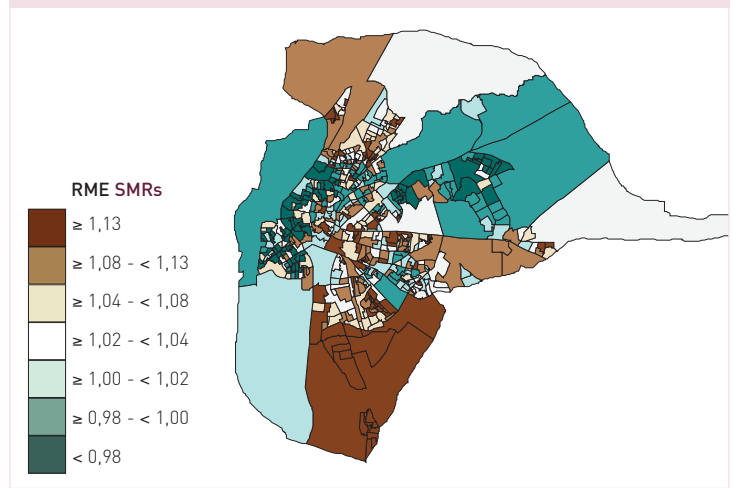 RME SMRs
≥ 1,13
≥ 1,08 - < 1,13
≥ 1,04 - < 1,08
≥ 1,02 - < 1,04
≥ 1,00 - < 1,02
≥ 0,98 - < 1,00
< 0,98